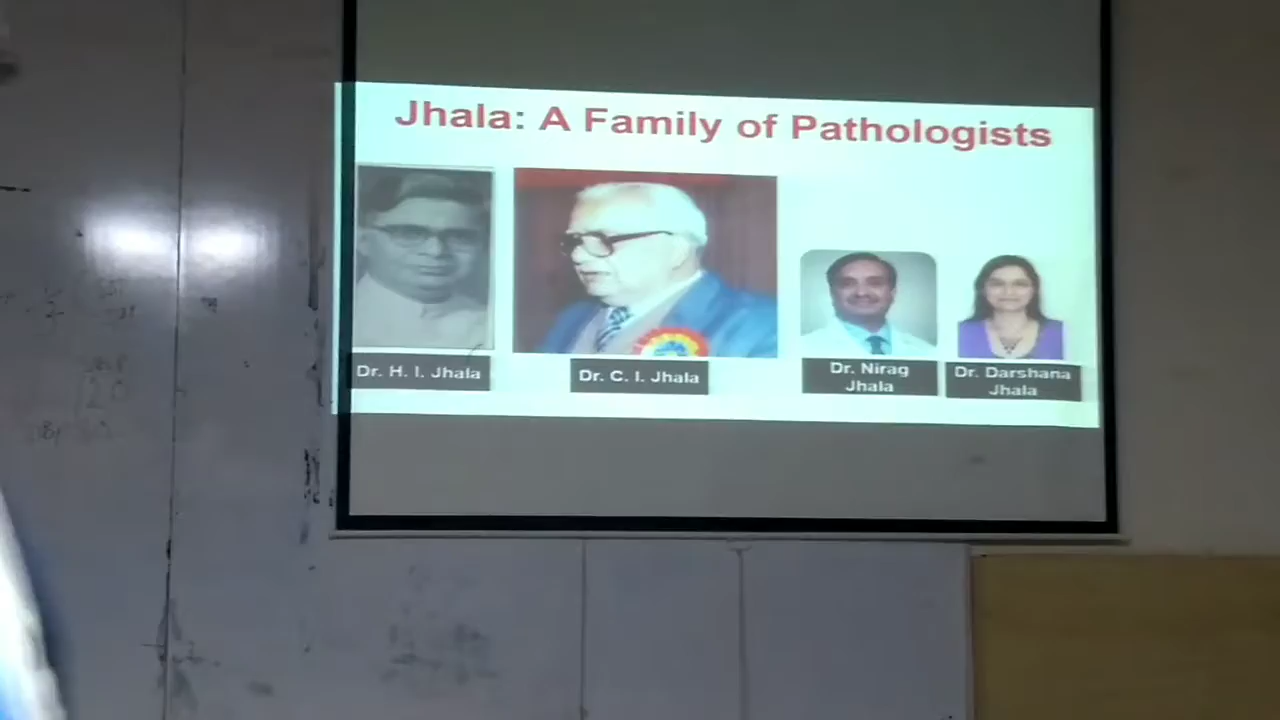 Jhala: A Family of Pathologists
Dr. H. I. Jhala
Dr. C. I. Jhala
Dr. Nirag
Jhala
Dr. Darshana
Jhala